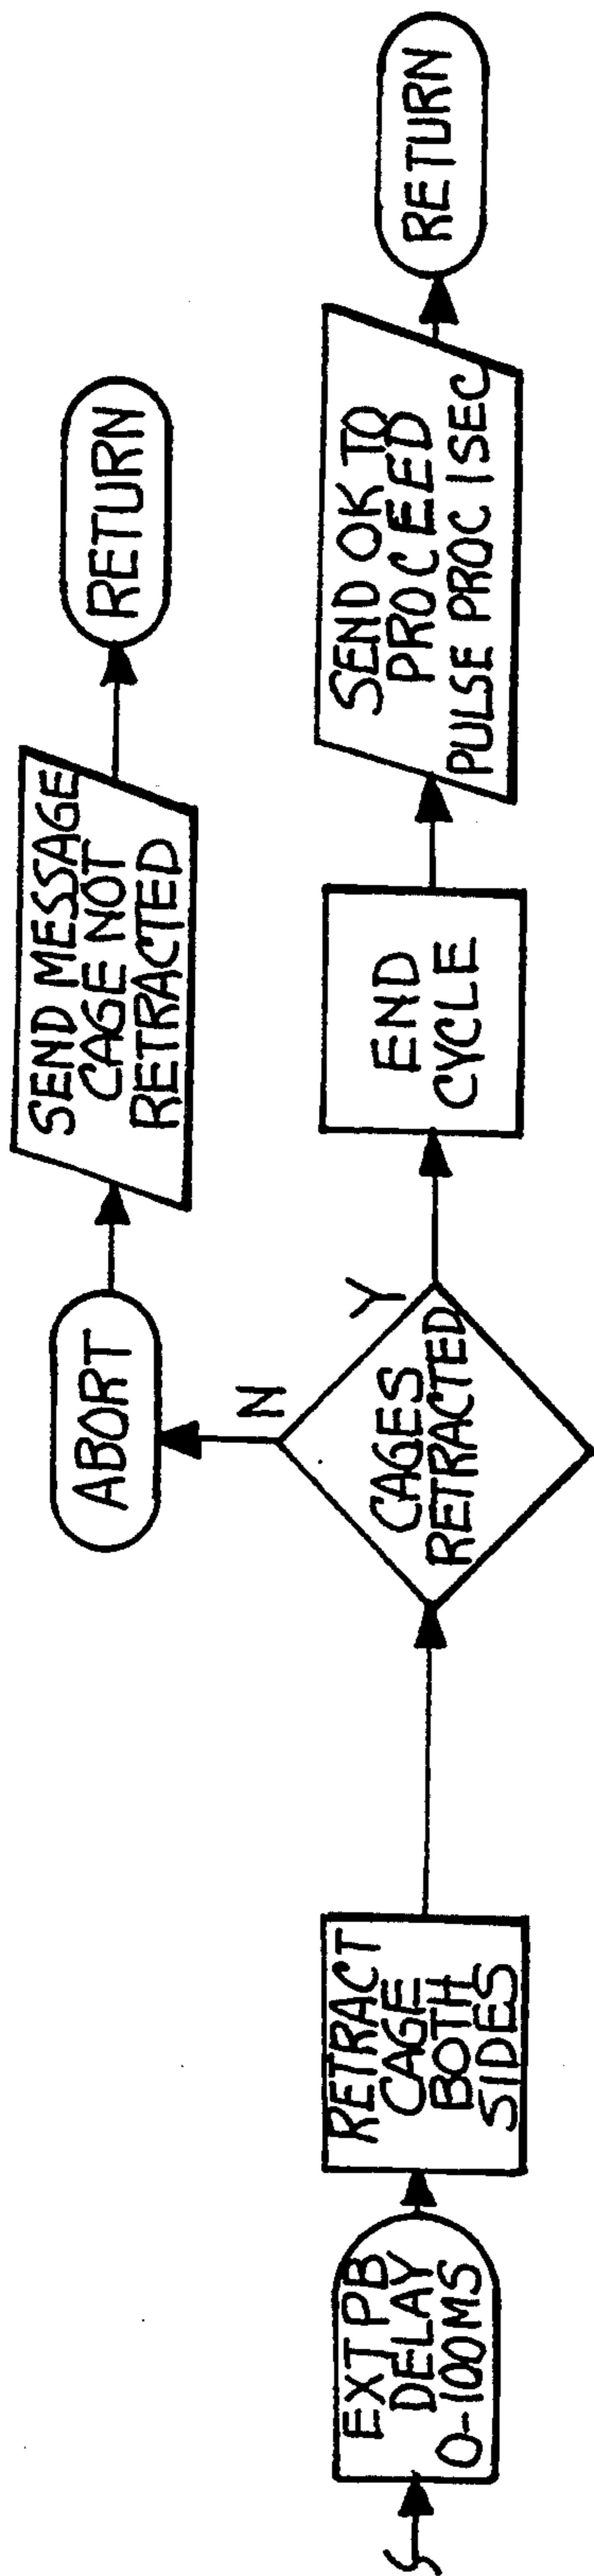 EXT PB
DELAY
0-100MS
RETRACT
CAGE
BOTH
SIDES
CAGES
RETRACTED
N
ABORT
SEND MESSAGE
CAGE NOT
RETRACTED
RETURN
Y
END
CYCLE
SEND OK TO
PROCEED
PULSE PROC 1SEC
RETURN